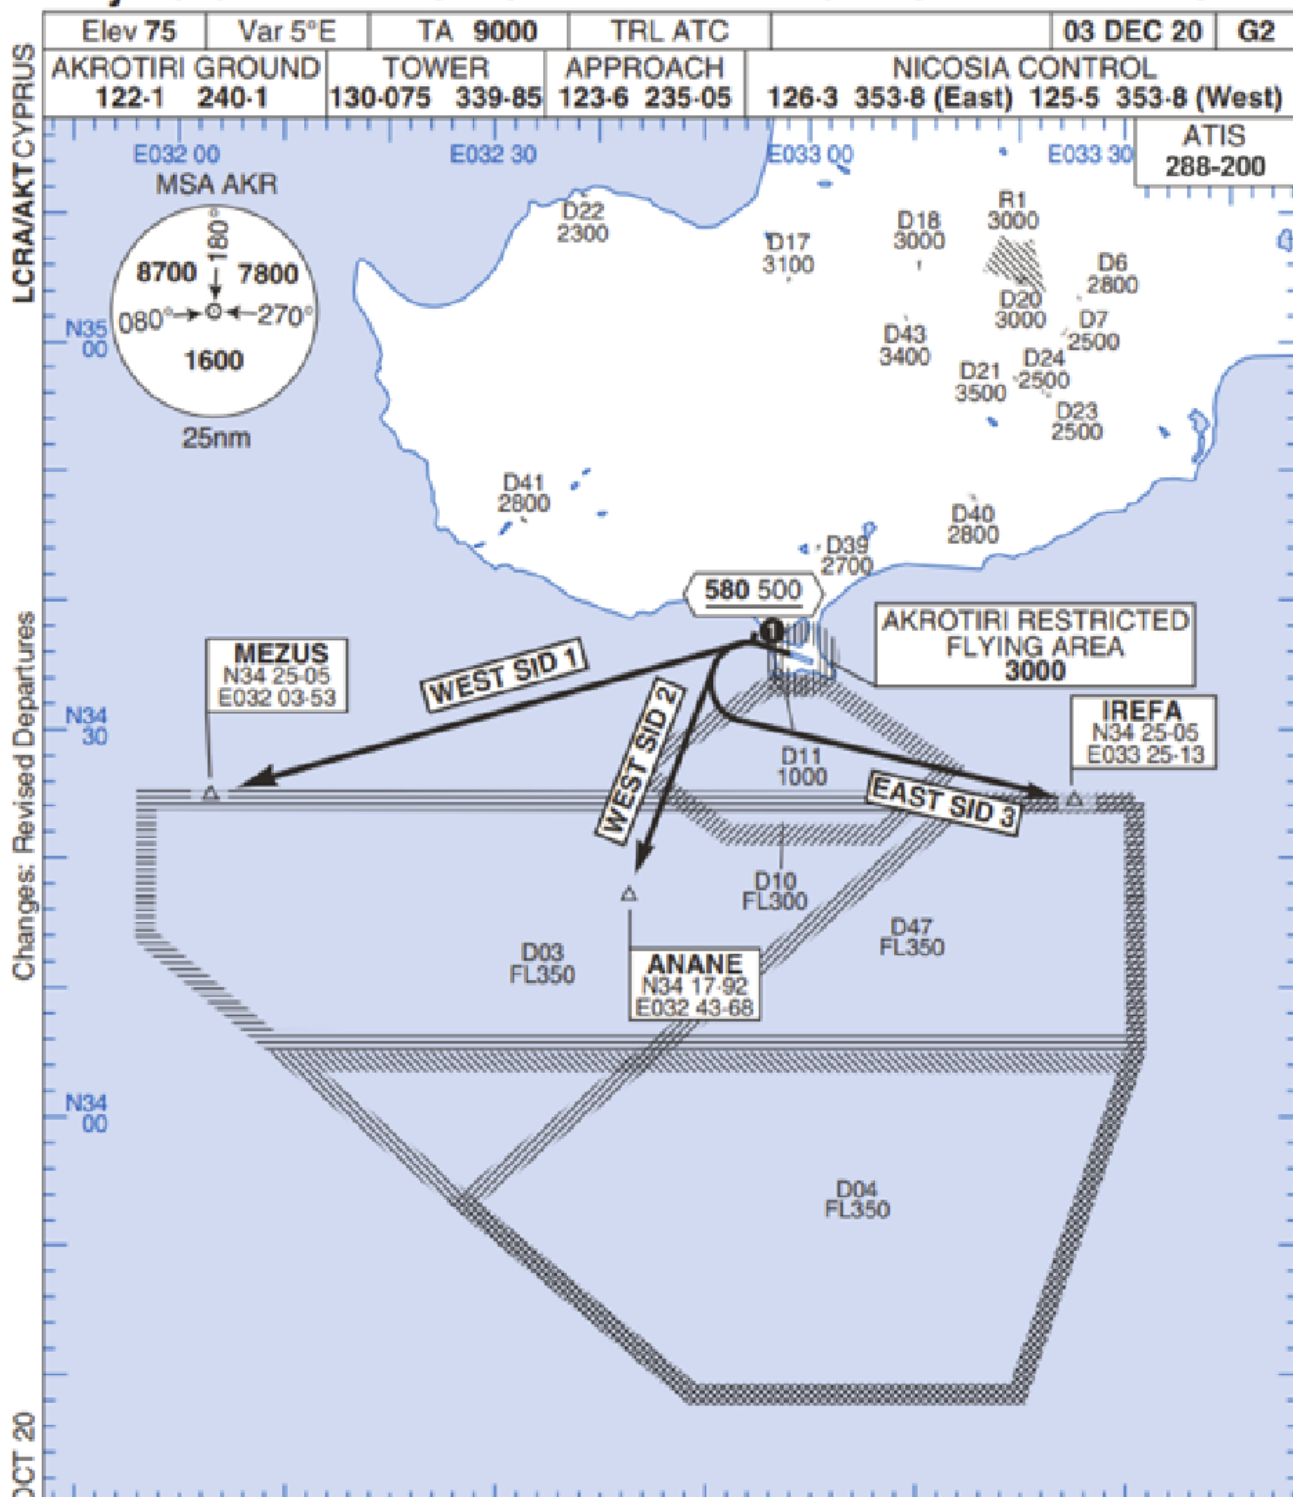 Elev 75 Var 5°E TA 9000 TRL ATC 03 DEC 20 G2
AKROTIRI GROUND TOWER APPROACH NICOSIA CONTROL
122·1 240·1 130·075 339·85 123·6 235·05 126·3 353·8 (East) 125·5 353·8 (West)
LCRA/AKT CYPRUS
ATIS
288·200
E032 00 E032 30 E033 00 E033 30
MSA AKR
180°
8700 7800
080° 270°
1600
25nm
N35
00
D22
2300
D17
3100
D18
3000
R1
3000
D6
2800
D20
3000
D7
2500
D43
3400
D24
2500
D21
3500
D23
2500
D41
2800
D40
2800
D39
2700
580 500
1
AKROTIRI RESTRICTED
FLYING AREA
3000
MEZUS
N34 25·05
E032 03·53
WEST SID 1
WEST SID 2
EAST SID 3
IREFA
N34 25·05
E033 25·13
N34
30
D11
1000
D10
FL300
D47
FL350
D03
FL350
ANANE
N34 17·92
E032 43·68
N34
00
D04
FL350
Changes: Revised Departures
OCT 20